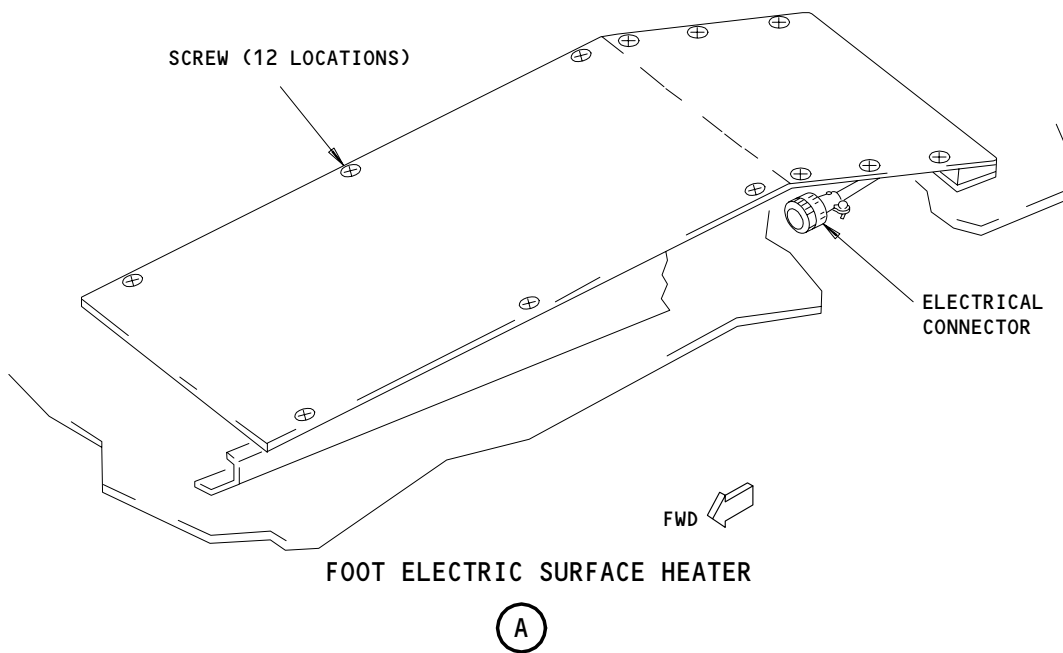 SCREW (12 LOCATIONS)
ELECTRICAL
CONNECTOR
FWD
FOOT ELECTRIC SURFACE HEATER
A